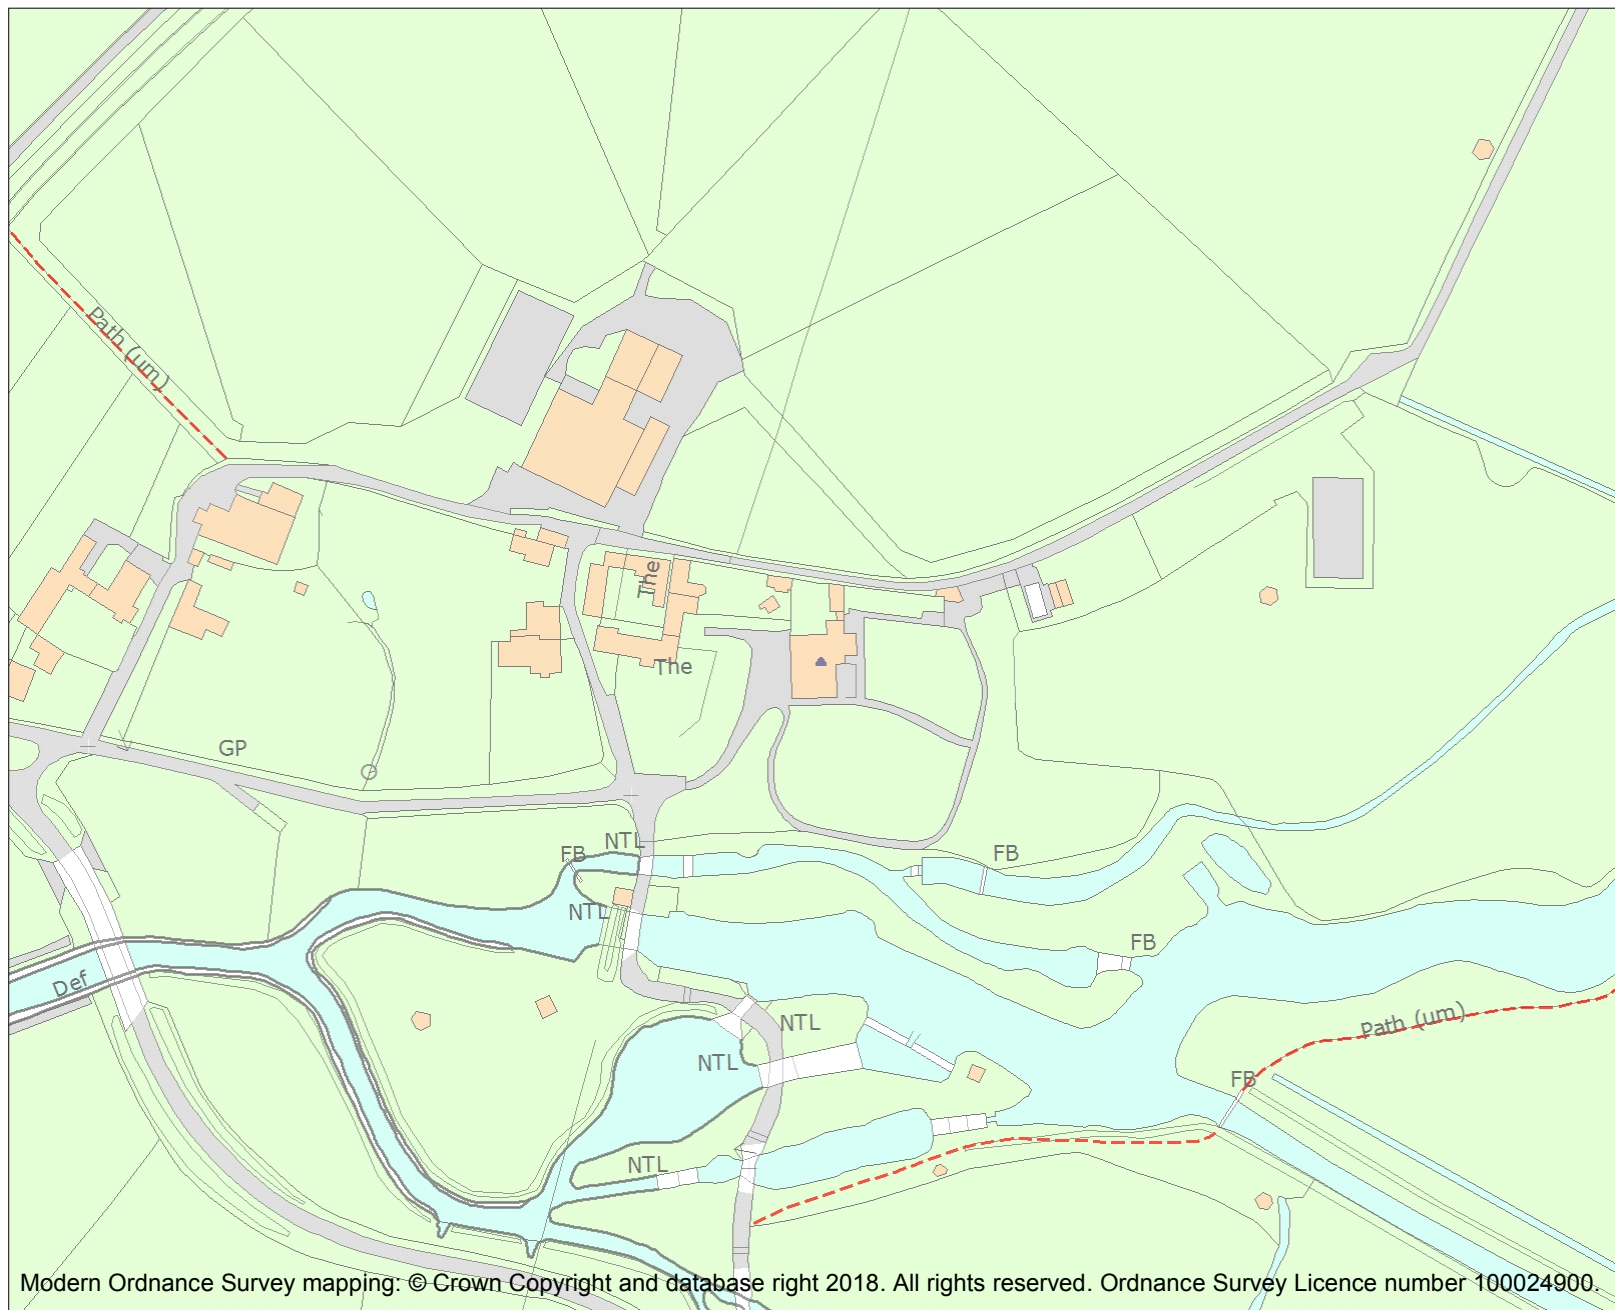 Path (um)
The
The
GP
NTL
FB
FB
NTL
FB
Def
NTL
Path (um)
NTL
FB
NTL
Modern Ordnance Survey mapping: © Crown Copyright and database right 2018. All rights reserved. Ordnance Survey Licence number 100024900.